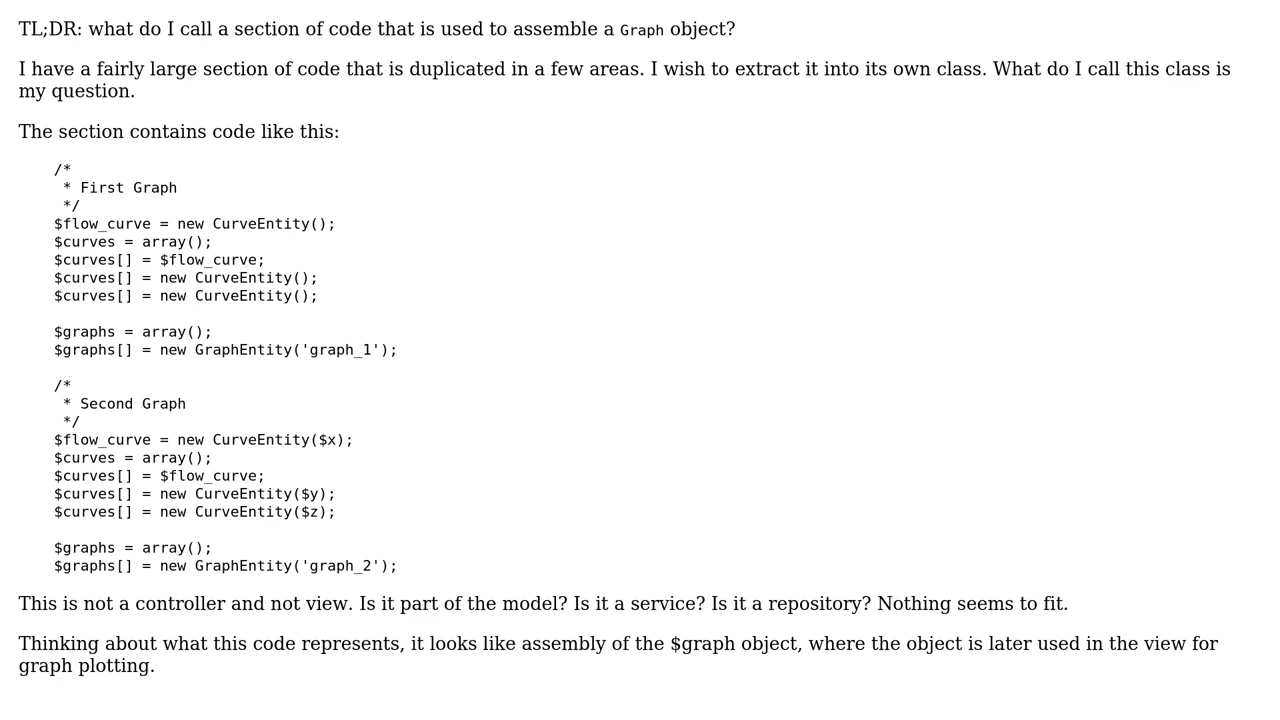 TL;DR: what do I call a section of code that is used to assemble a Graph object?
I have a fairly large section of code that is duplicated in a few areas. I wish to extract it into its own class. What do I call this class is
my question.
The section contains code like this:
/*
* First Graph
*/
$flow_curve = new CurveEntity();
$curves = array();
$curves[] = $flow_curve;
$curves[] = new CurveEntity();
$curves[] = new CurveEntity();
$graphs = array();
$graphs[] = new GraphEntity('graph_1');
/*
* Second Graph
*/
$flow_curve = new CurveEntity($x);
$curves = array();
$curves[] = $flow_curve;
$curves[] = new CurveEntity($y);
$curves[] = new CurveEntity($z);
$graphs = array();
$graphs[] = new GraphEntity('graph_2');
This is not a controller and not view. Is it part of the model? Is it a service? Is it a repository? Nothing seems to fit.
Thinking about what this code represents, it looks like assembly of the $graph object, where the object is later used in the view for
graph plotting.